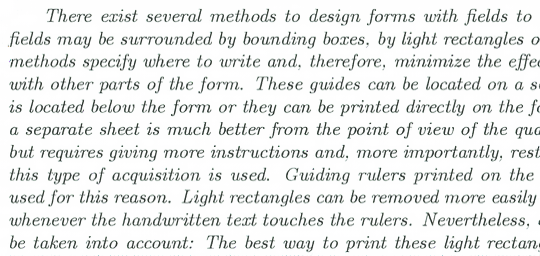 There exist several methods to design forms with fields to
fields may be surrounded by bounding boxes, by light rectangles o
methods specify where to write and, therefore, minimize the effec
with other parts of the form. These guides can be located on a s
is located below the form or they can be printed directly on the fo
a separate sheet is much better from the point of view of the qua
but requires giving more instructions and, more importantly, rest
this type of acquisition is used. Guiding rulers printed on the
used for this reason. Light rectangles can be removed more easily
whenever the handwritten text touches the rulers. Nevertheless,
be taken into account: The best way to print these light rectang